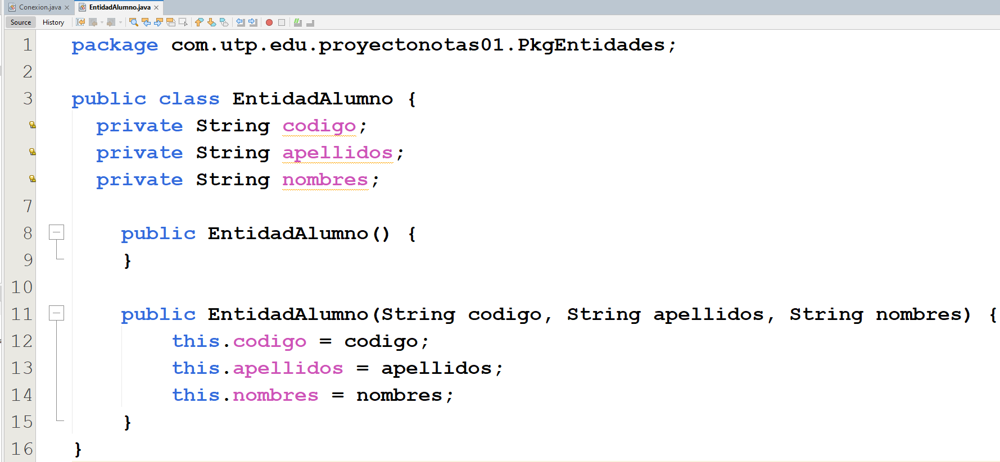 Conexion.java EntidadAlumno.java
Source History
1 package com.utp.edu.proyectonotas01.PkgEntidades;
2
3 public class EntidadAlumno {
private String codigo;
private String apellidos;
private String nombres;
7
8 public EntidadAlumno() {
9 }
10
11 public EntidadAlumno(String codigo, String apellidos, String nombres) {
12 this.codigo = codigo;
13 this.apellidos = apellidos;
14 this.nombres = nombres;
15 }
16 }